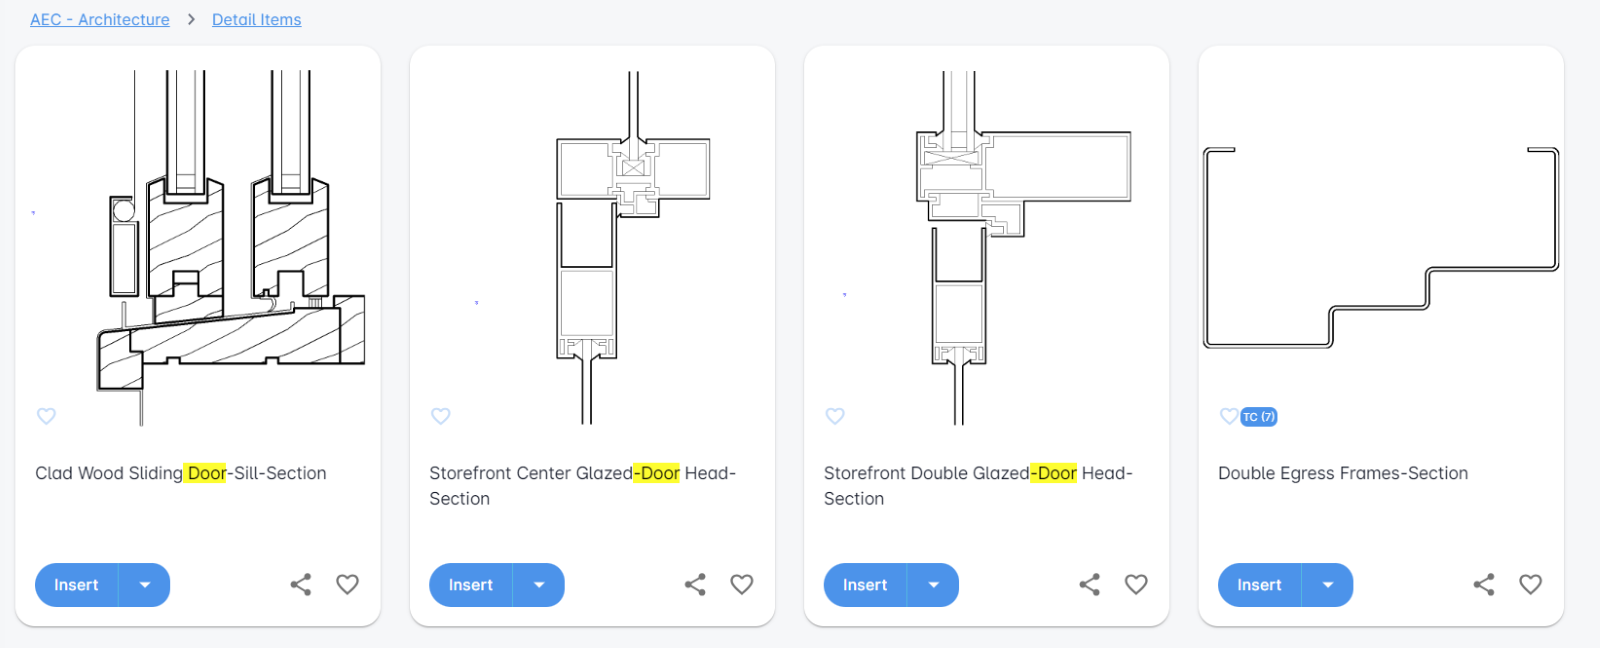 AEC - Architecture > Detail Items
Clad Wood Sliding Door-Sill-Section
Insert
Storefront Center Glazed-Door Head-
Section
Insert
Storefront Double Glazed-Door Head-
Section
Insert
TC (7)
Double Egress Frames-Section
Insert